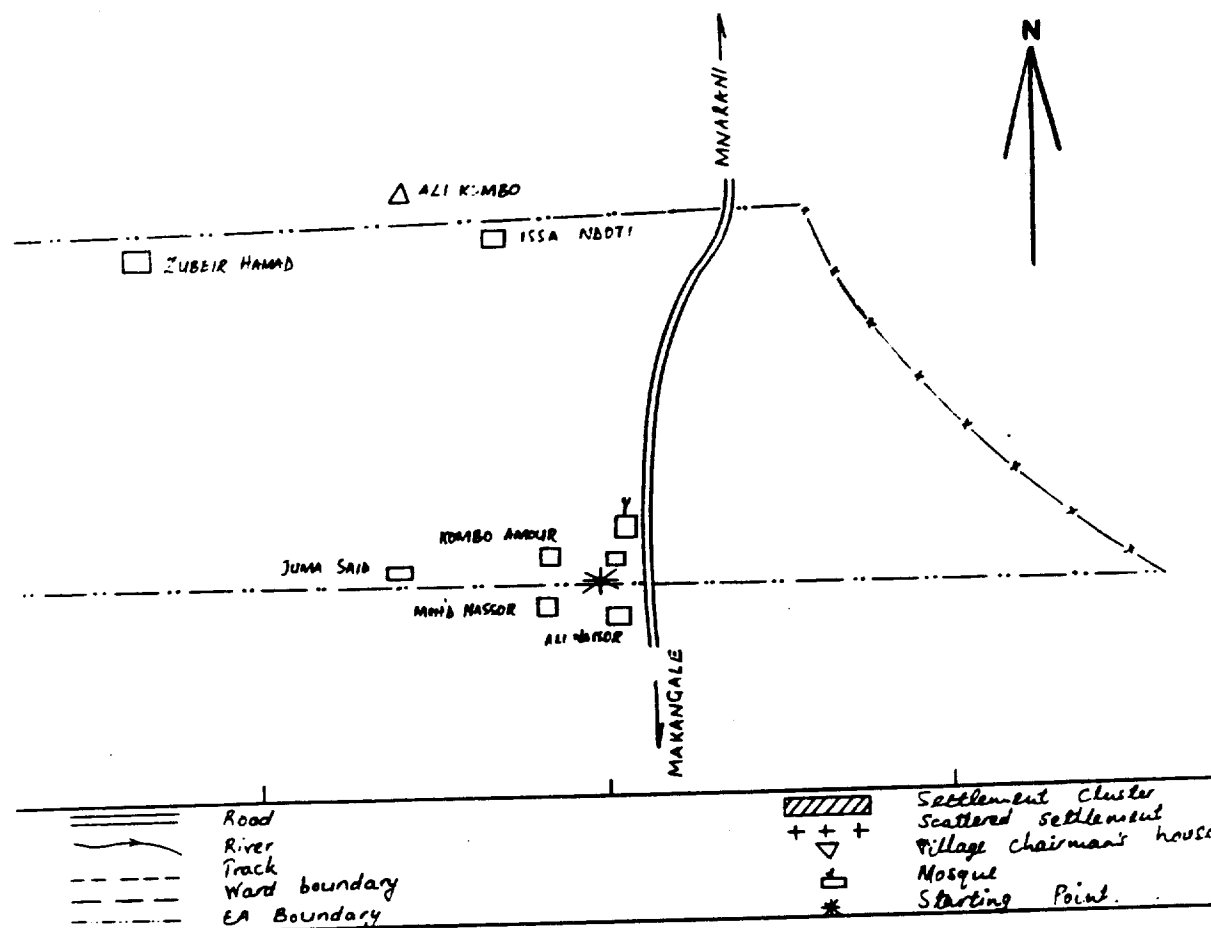 N
MNARANI
ALI KOMBO
ISSA NDOTI
ZUBEIR HAMAD
KOMBO AMOUR
JUMA SAID
MOH'D NASSOR
ALI
MAKANGALE
Road
River
Track
Ward boundary
EA Boundary
Settlement Cluster
Scattered settlement
Village chairman's house
Mosque
Starting Point.